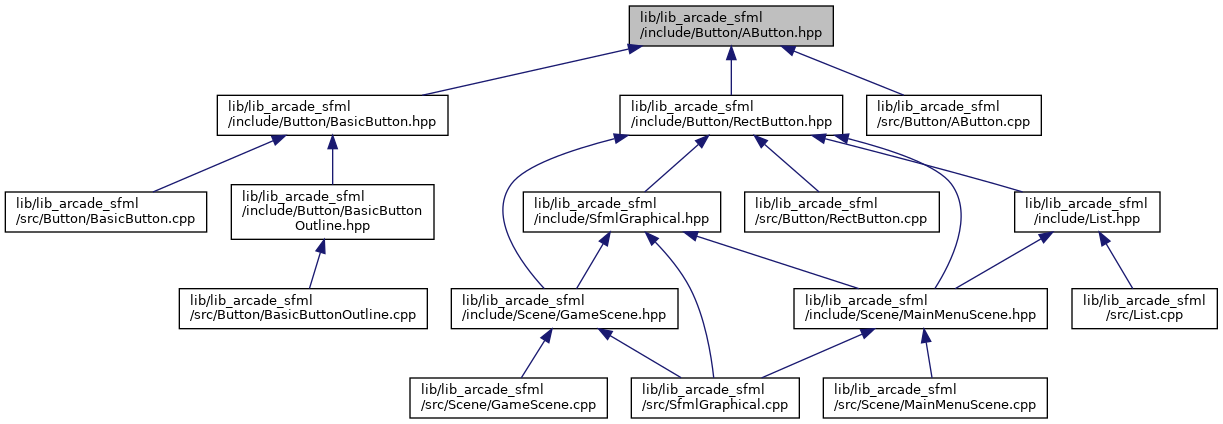 lib/lib_arcade_sfml
/include/Button/AButton.hpp
lib/lib_arcade_sfml
/include/Button/BasicButton.hpp
lib/lib_arcade_sfml
/include/Button/RectButton.hpp
lib/lib_arcade_sfml
/src/Button/AButton.cpp
lib/lib_arcade_sfml
/src/Button/BasicButton.cpp
lib/lib_arcade_sfml
/include/Button/BasicButton
Outline.hpp
lib/lib_arcade_sfml
/include/SfmlGraphical.hpp
lib/lib_arcade_sfml
/src/Button/RectButton.cpp
lib/lib_arcade_sfml
/include/List.hpp
lib/lib_arcade_sfml
/src/Button/BasicButtonOutline.cpp
lib/lib_arcade_sfml
/include/Scene/GameScene.hpp
lib/lib_arcade_sfml
/include/Scene/MainMenuScene.hpp
lib/lib_arcade_sfml
/src/List.cpp
lib/lib_arcade_sfml
/src/Scene/GameScene.cpp
lib/lib_arcade_sfml
/src/SfmlGraphical.cpp
lib/lib_arcade_sfml
/src/Scene/MainMenuScene.cpp